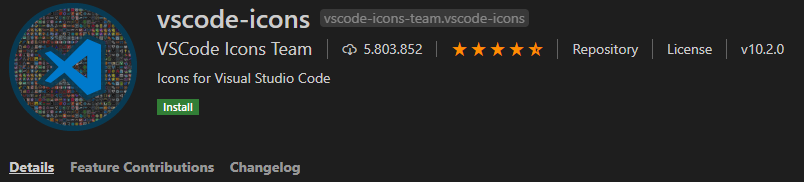 vscode-icons vscode-icons-team.vscode-icons
VSCode Icons Team 5.803.852 Repository License v10.2.0
Icons for Visual Studio Code
Install
Details Feature Contributions Changelog